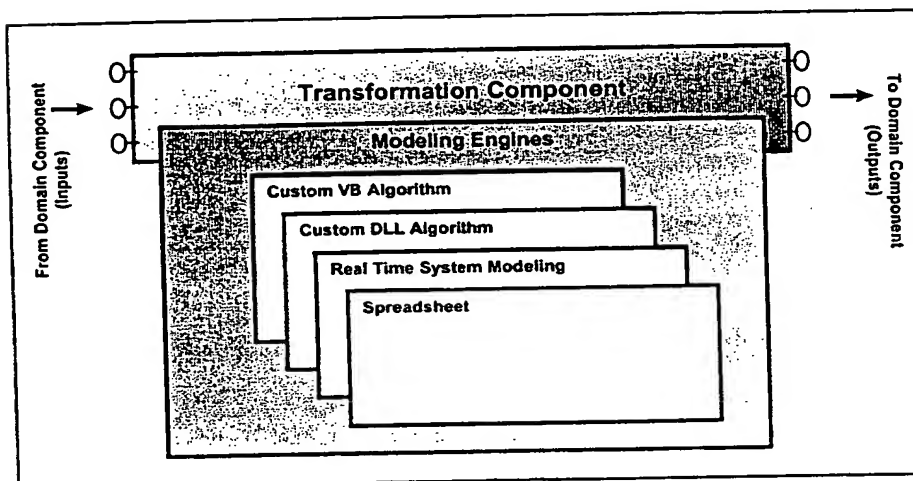 From Domain Component
(Inputs)
Transformation Component
Modeling Engines
Custom VB Algorithm
Custom DLL Algorithm
Real Time System Modeling
Spreadsheet
To Domain Component
(Outputs)